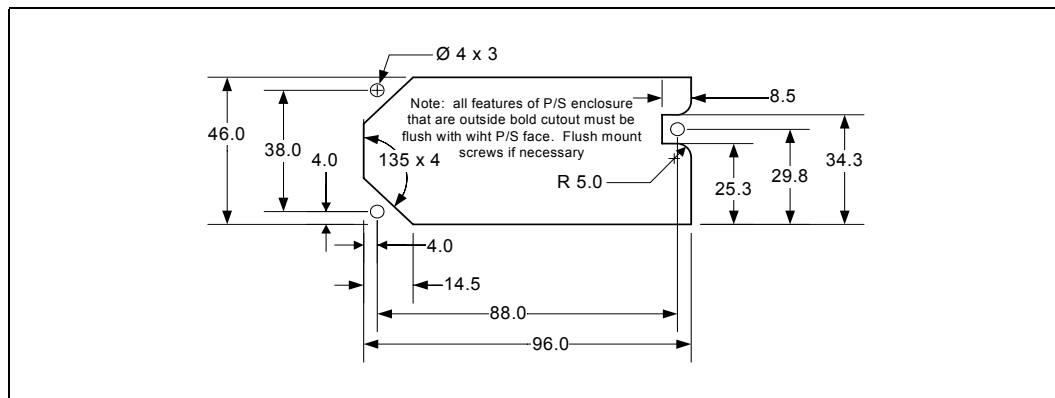 Ø 4 x 3
Note: all features of P/S enclosure
that are outside bold cutout must be
flush with wiht P/S face. Flush mount
screws if necessary
8.5
46.0
38.0
4.0
135 x 4
R 5.0
25.3
29.8
34.3
4.0
14.5
88.0
96.0